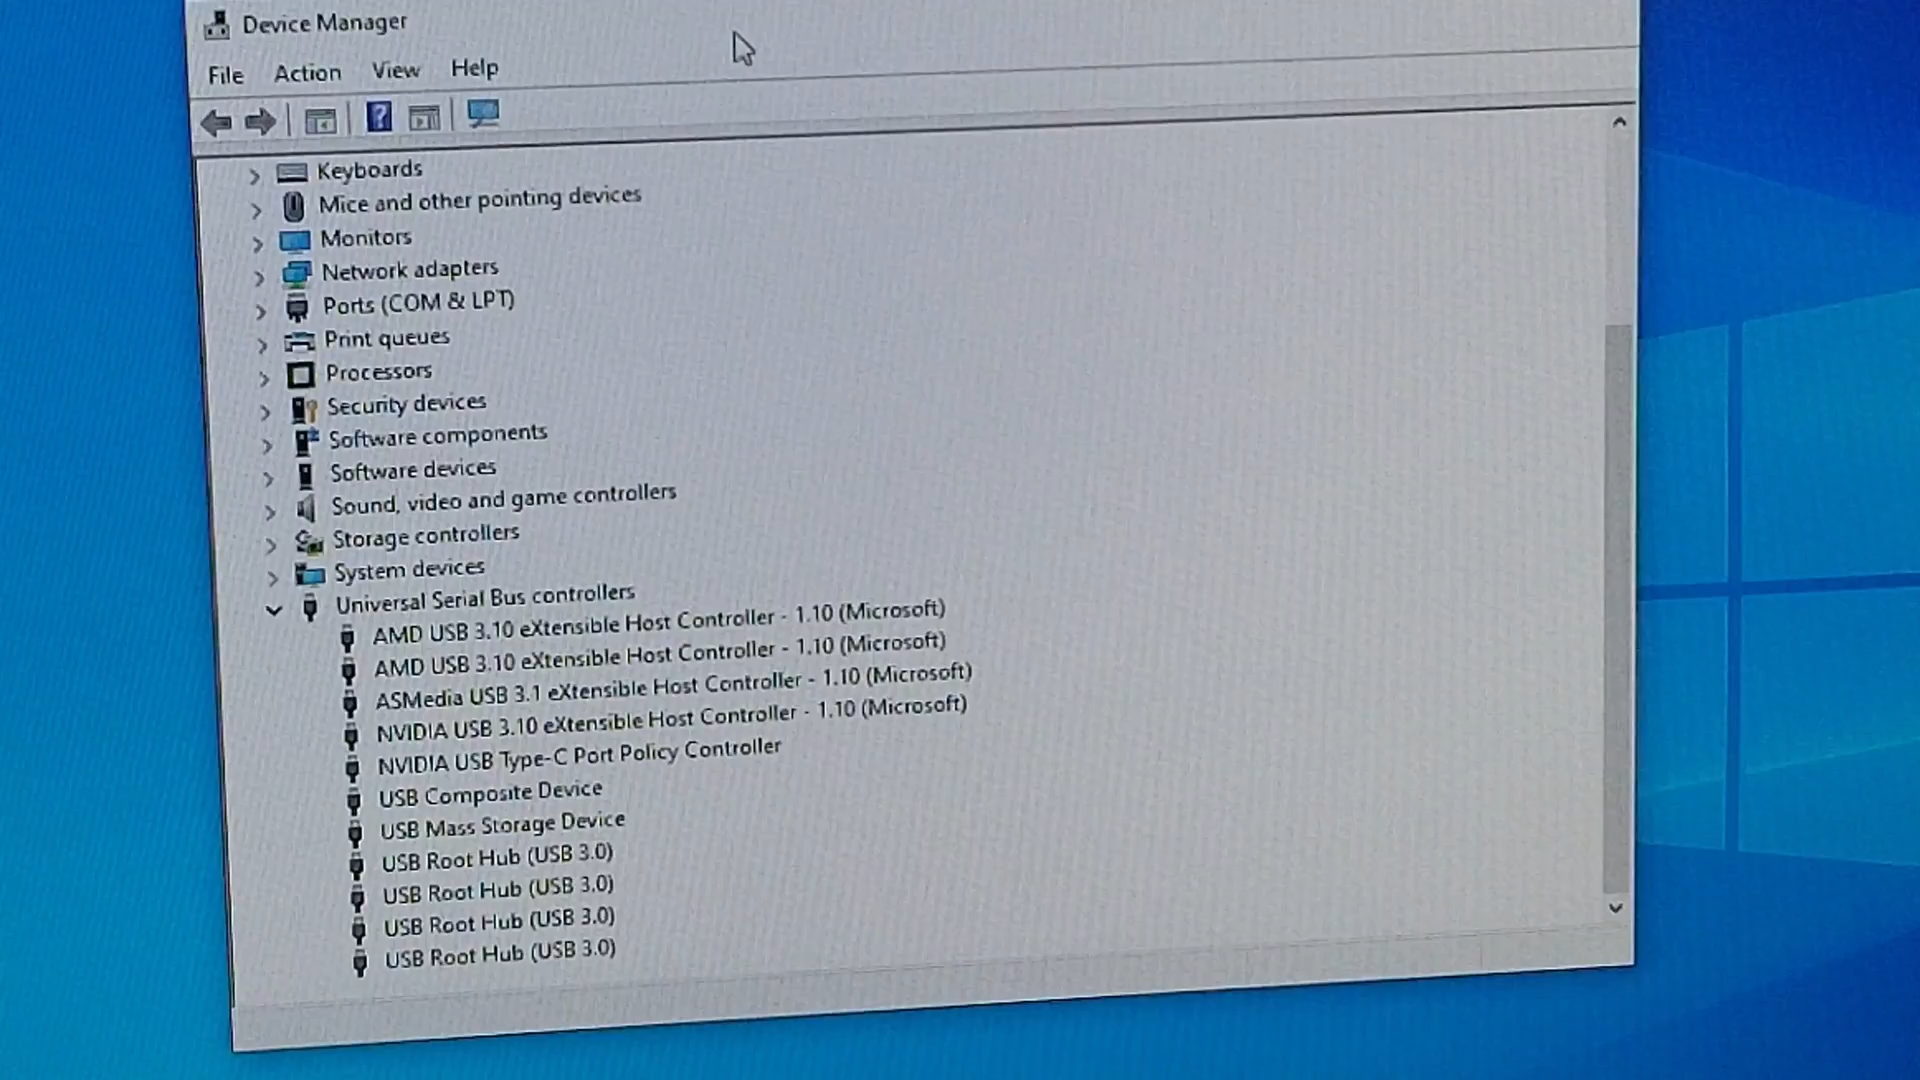 Device Manager
File Action View Help
Keyboards
Mice and other pointing devices
Monitors
Network adapters
Ports (COM & LPT)
Print queues
Processors
Security devices
Software components
Software devices
Sound, video and game controllers
Storage controllers
System devices
Universal Serial Bus controllers
AMD USB 3.10 eXtensible Host Controller - 1.10 (Microsoft)
AMD USB 3.10 eXtensible Host Controller - 1.10 (Microsoft)
ASMedia USB 3.1 eXtensible Host Controller - 1.10 (Microsoft)
NVIDIA USB 3.10 eXtensible Host Controller - 1.10 (Microsoft)
NVIDIA USB Type-C Port Policy Controller
USB Composite Device
USB Mass Storage Device
USB Root Hub (USB 3.0)
USB Root Hub (USB 3.0)
USB Root Hub (USB 3.0)
USB Root Hub (USB 3.0)